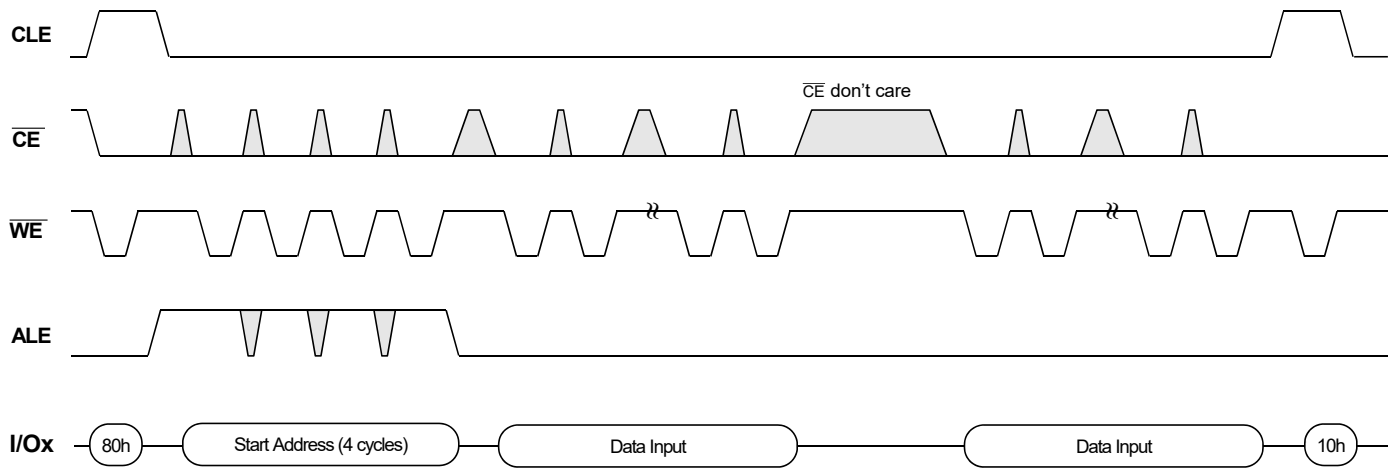 CLE
CE don't care
CE
WE
ALE
I/Ox 80h Start Address (4 cycles) Data Input Data Input 10h